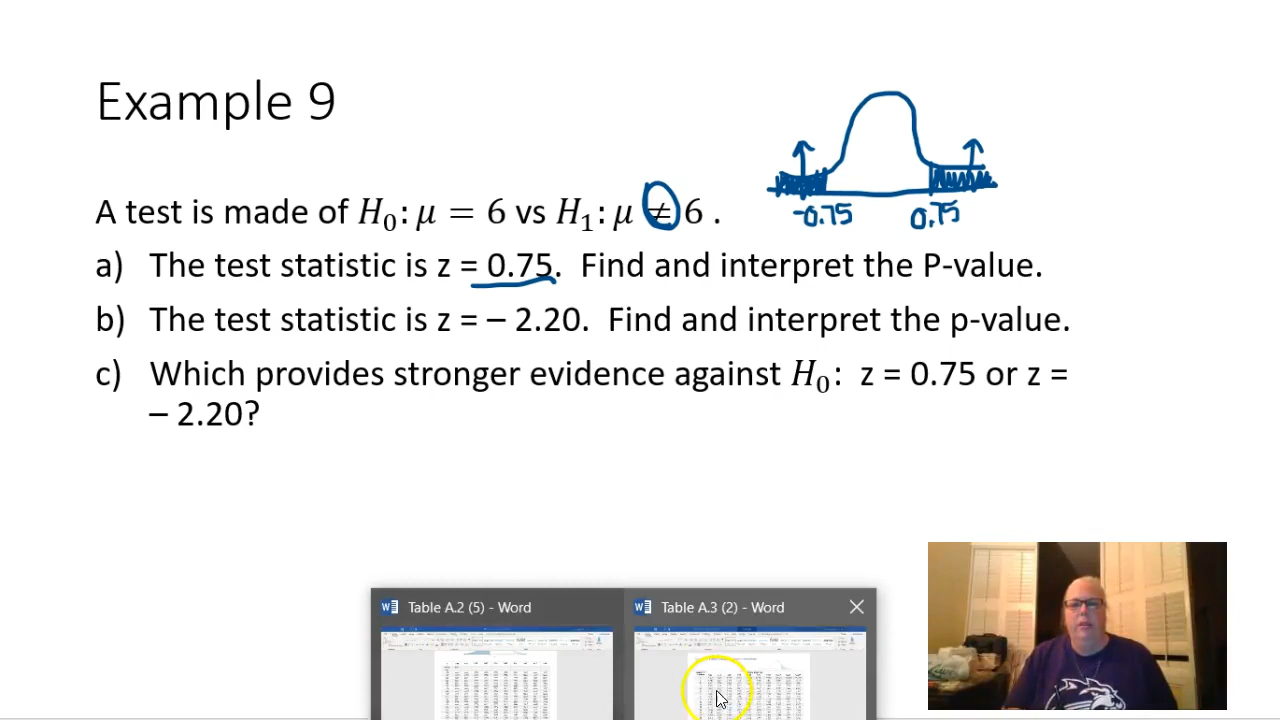 Example 9
A test is made of H₀: μ = 6 vs H₁: μ ≠ 6 .
-0.75 0.75
a) The test statistic is z = 0.75. Find and interpret the P-value.
b) The test statistic is z = – 2.20. Find and interpret the p-value.
c) Which provides stronger evidence against H₀: z = 0.75 or z =
– 2.20?
Table A.2 (5) - Word Table A.3 (2) - Word